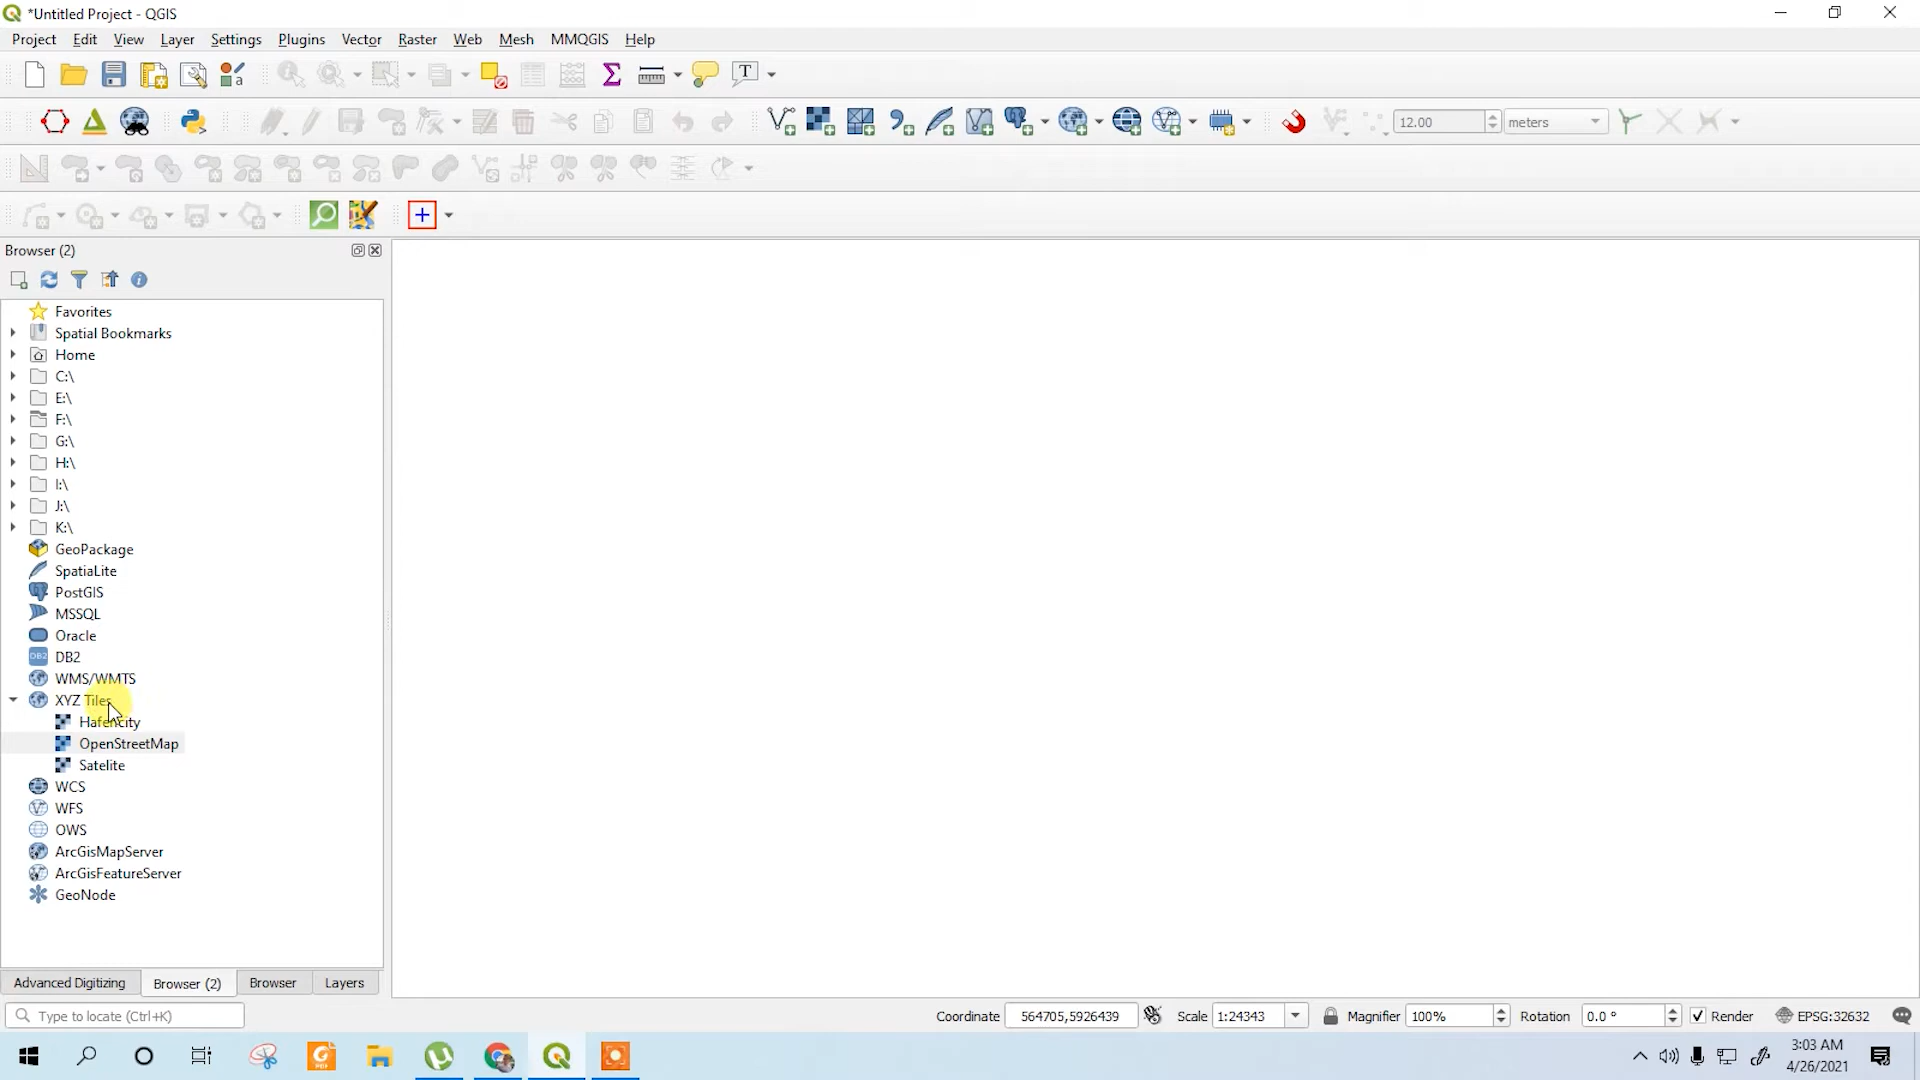 *Untitled Project - QGIS
Project Edit View Layer Settings Plugins Vector Raster Web Mesh MMQGIS Help
12.00 meters
Browser (2)
Favorites
Spatial Bookmarks
Home
C:\
E:\
F:\
G:\
H:\
I:\
J:\
K:\
GeoPackage
SpatiaLite
PostGIS
MSSQL
Oracle
DB2
WMS/WMTS
XYZ Tiles
Hafencity
OpenStreetMap
Satelite
WCS
WFS
OWS
ArcGisMapServer
ArcGisFeatureServer
GeoNode
Advanced Digitizing Browser (2) Browser Layers
Type to locate (Ctrl+K) Coordinate 564705,5926439 Scale 1:24343 Magnifier 100% Rotation 0.0 ° Render EPSG:32632
3:03 AM
4/26/2021